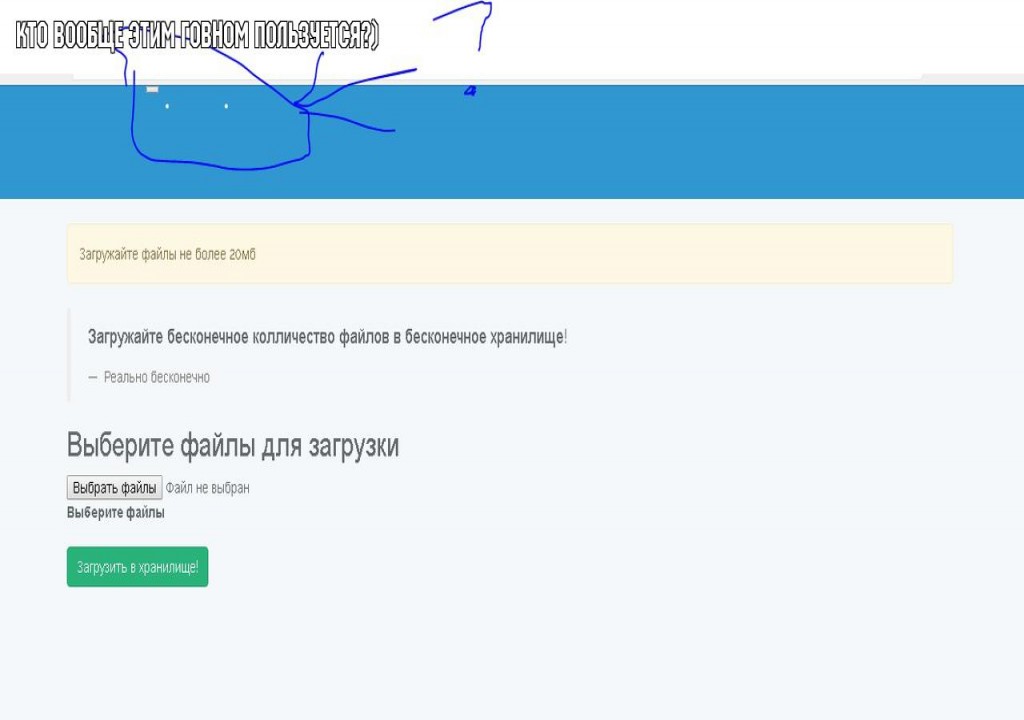 КТО ВООБЩЕ ЭТИМ ГОВНОМ ПОЛЬЗУЕТСЯ?)
Загружайте файлы не более 20мб
Загружайте бесконечное колличество файлов в бесконечное хранилище!
— Реально бесконечно
Выберите файлы для загрузки
Выбрать файлы Файл не выбран
Выберите файлы
Загрузить в хранилище!